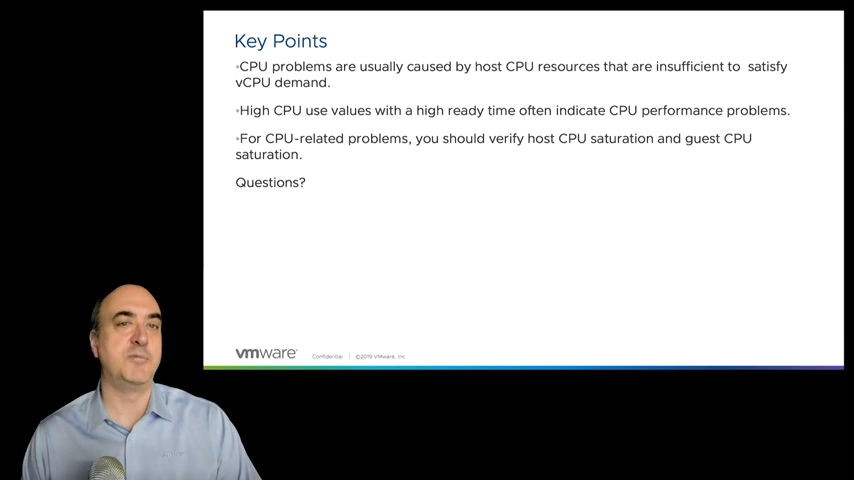 Key Points
•CPU problems are usually caused by host CPU resources that are insufficient to  satisfy
vCPU demand.
•High CPU use values with a high ready time often indicate CPU performance problems.
•For CPU-related problems, you should verify host CPU saturation and guest CPU
saturation.
Questions?
vmware® Confidential | ©2019 VMware, Inc.